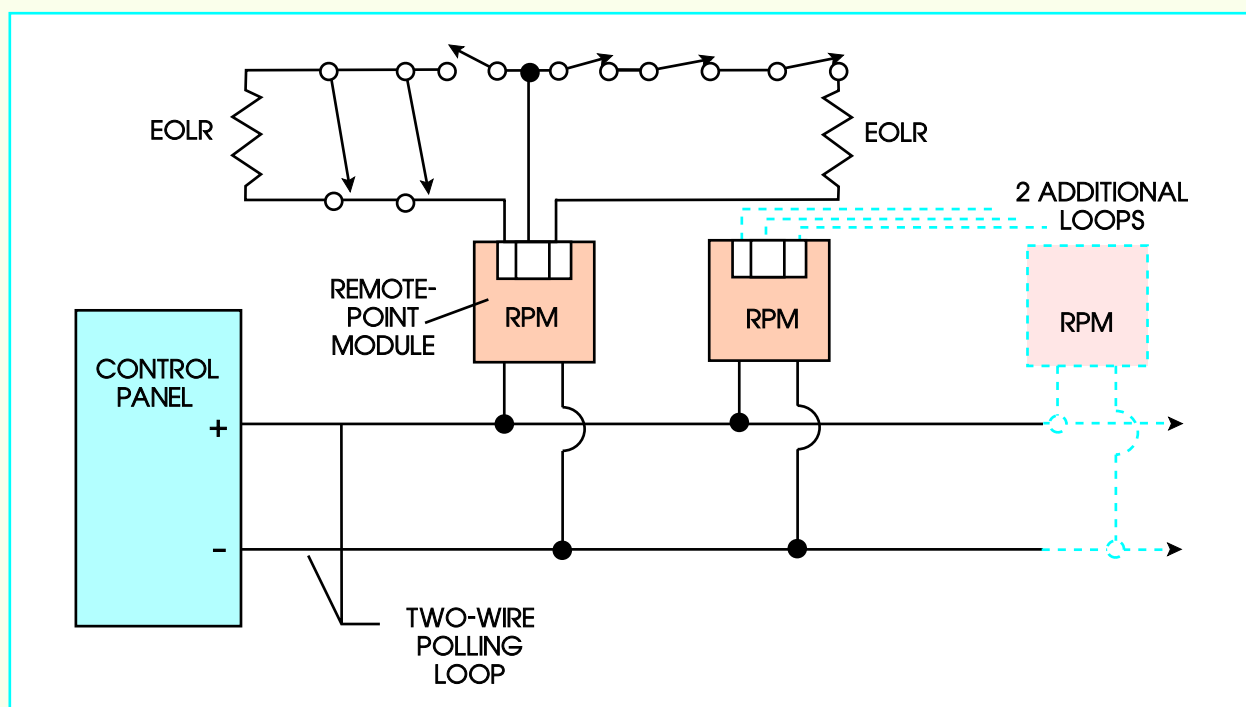 EOLR
EOLR
2 ADDITIONAL
LOOPS
REMOTE-
POINT
MODULE
RPM
RPM
RPM
CONTROL
PANEL
+
-
TWO-WIRE
POLLING
LOOP